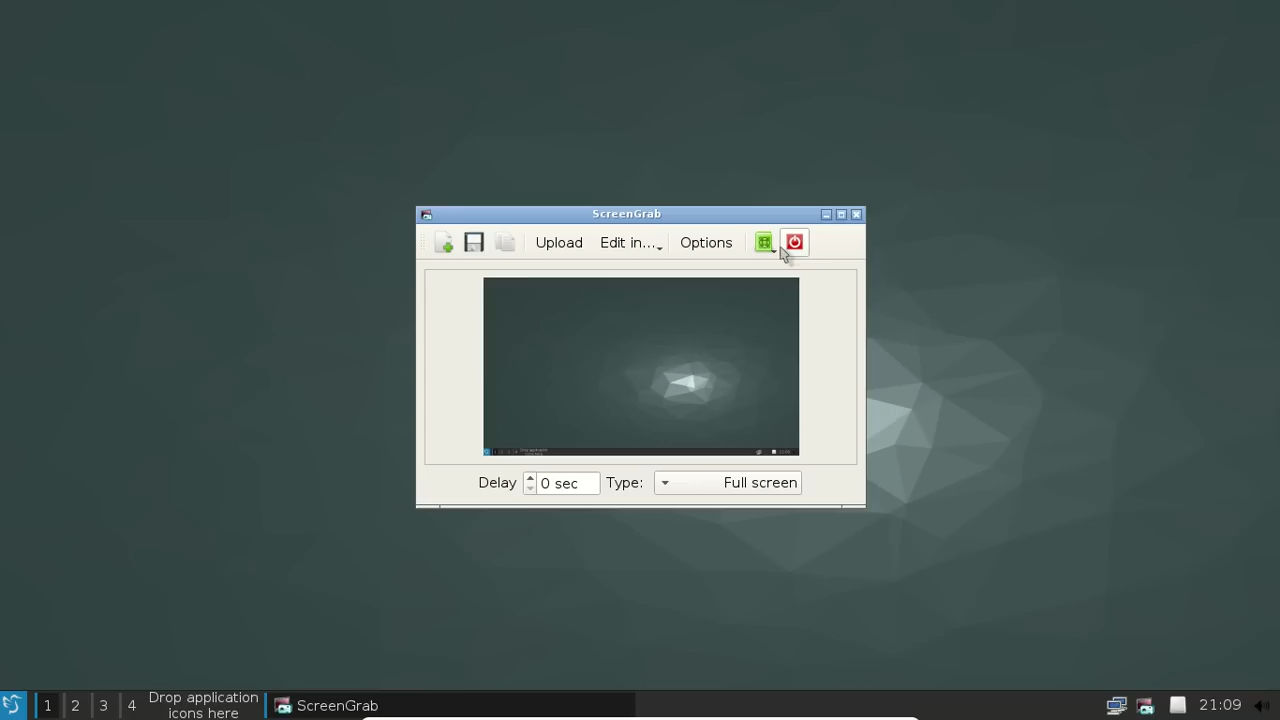 ScreenGrab
Upload Edit in... Options
Delay 0 sec Type: Full screen
1 2 3 4 Drop application
icons here
ScreenGrab
21:09